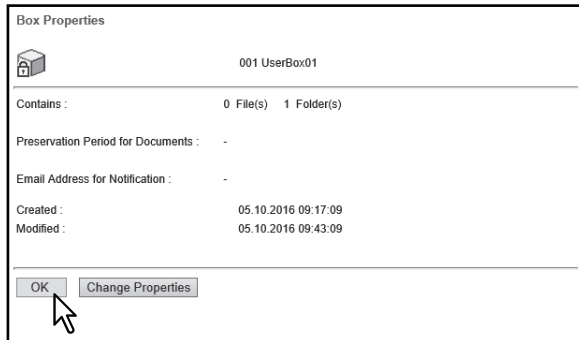 Box Properties
001 UserBox01
Contains : 0 File(s) 1 Folder(s)
Preservation Period for Documents : -
Email Address for Notification : -
Created : 05.10.2016 09:17:09
Modified : 05.10.2016 09:43:09
OK Change Properties